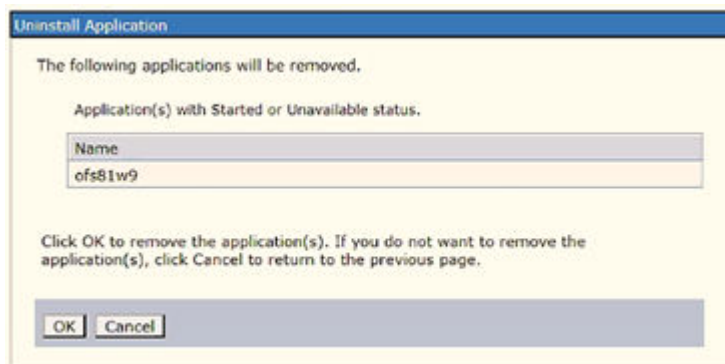 Uninstall Application
The following applications will be removed.
Application(s) with Started or Unavailable status.
Name
ofs81w9
Click OK to remove the application(s). If you do not want to remove the
application(s), click Cancel to return to the previous page.
OK Cancel